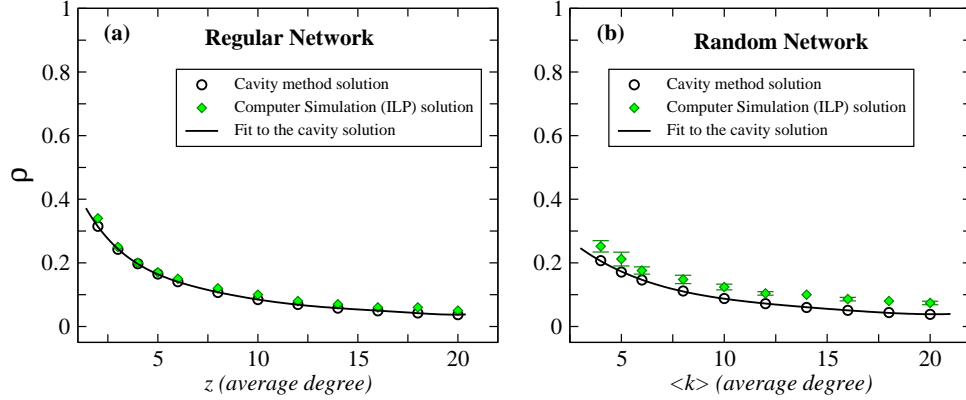 (a) Regular Network
Cavity method solution
Computer Simulation (ILP) solution
Fit to the cavity solution
ρ
1
0.8
0.6
0.4
0.2
0
5 10 15 20
z (average degree)
(b) Random Network
Cavity method solution
Computer Simulation (ILP) solution
Fit to the cavity solution
1
0.8
0.6
0.4
0.2
0
5 10 15 20
<k> (average degree)